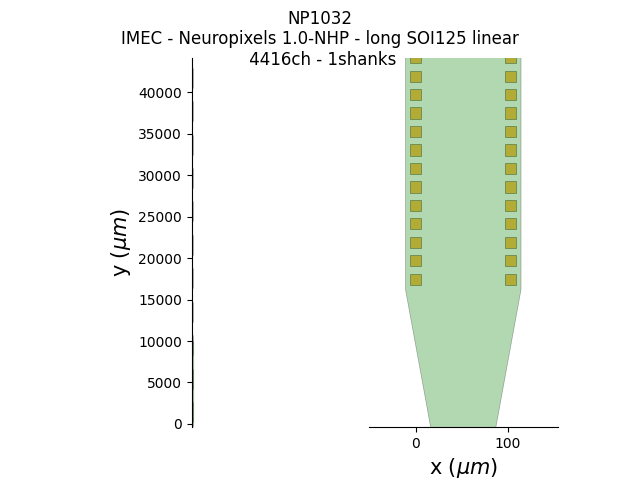 NP1032
IMEC - Neuropixels 1.0-NHP - long SOI125 linear
4416ch - 1shanks
40000
35000
30000
25000
20000
15000
10000
5000
0
y (μm)
0 100
x (μm)